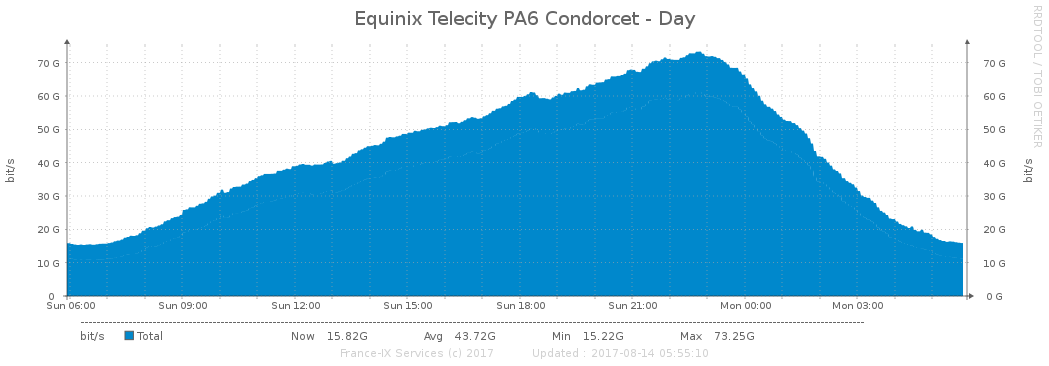 Equinix Telecity PA6 Condorcet - Day
RRDTOOL / TOBI OETIKER
bit/s
70 G
60 G
50 G
40 G
30 G
20 G
10 G
0
70 G
60 G
50 G
40 G
30 G
20 G
10 G
0 G
bit/s
Sun 06:00 Sun 09:00 Sun 12:00 Sun 15:00 Sun 18:00 Sun 21:00 Mon 00:00 Mon 03:00
bit/s Total Now 15.82G Avg 43.72G Min 15.22G Max 73.25G
France-IX Services (c) 2017 Updated : 2017-08-14 05:55:10